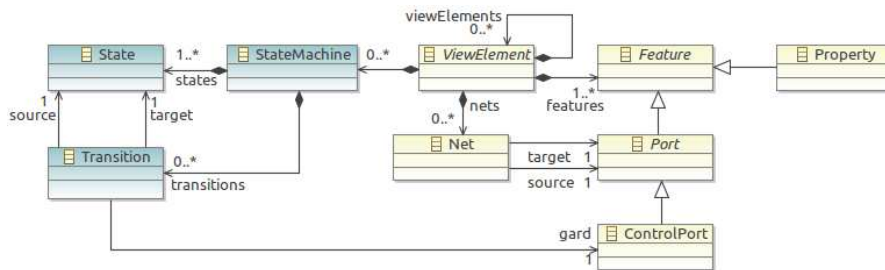 viewElements
0..*
State
1..*
StateMachine
0..*
ViewElement
Feature
Property
states
1
source
1
target
1..*
features
nets
0..*
Transition
0..*
transitions
Net
target 1
source 1
Port
gard
1
ControlPort